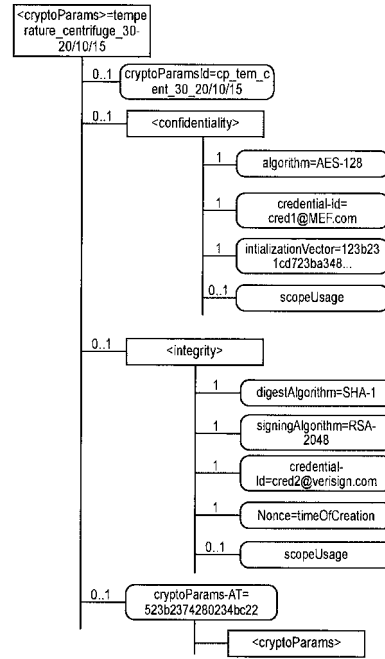 <cryptoParams>=tempe
rature_centrifuge_30-
20/10/15
0..1
cryptoParamsId=cp_tem_c
ent_30_20/10/15
0..1
<confidentiality>
1
algorithm=AES-128
1
credential-id=
cred1@MEF.com
1
intializationVector=123b23
1cd723ba348...
0..1
scopeUsage
0..1
<integrity>
1
digestAlgorithm=SHA-1
1
signingAlgorithm=RSA-
2048
1
credential-
Id=cred2@verisign.com
1
Nonce=timeOfCreation
0..1
scopeUsage
0..1
cryptoParams-AT=
523b2374280234bc22
<cryptoParams>